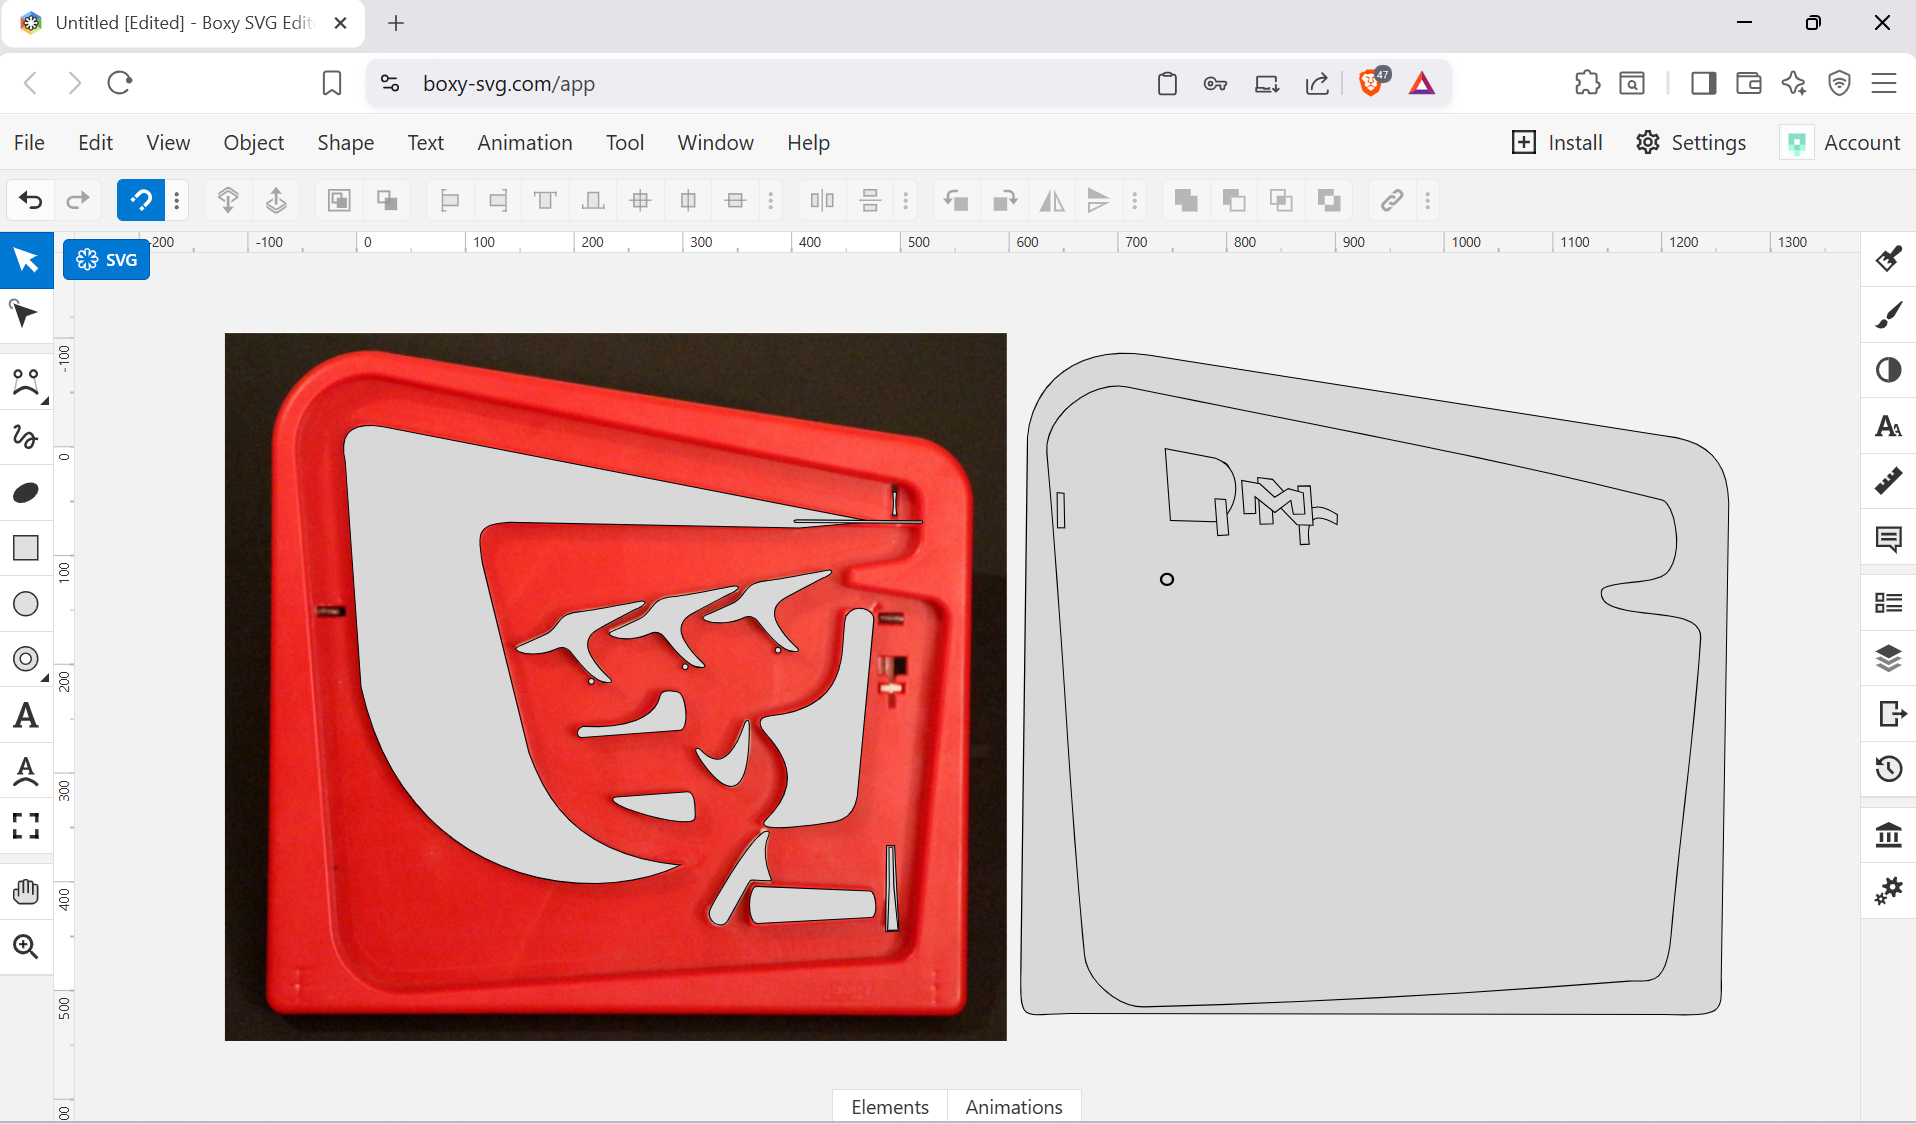 Untitled [Edited] - Boxy SVG Edit
boxy-svg.com/app
47
File Edit View Object Shape Text Animation Tool Window Help Install Settings Account
SVG
-200 -100 0 100 200 300 400 500 600 700 800 900 1000 1100 1200 1300
-100
0
100
200
300
400
500
00
Elements Animations